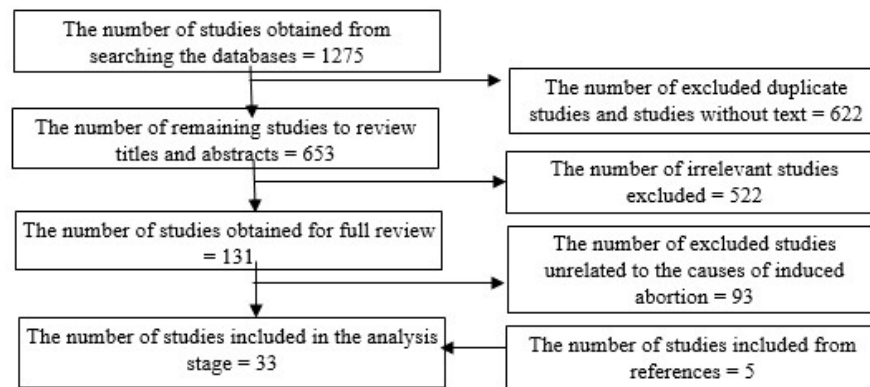 The number of studies obtained from
searching the databases = 1275
The number of excluded duplicate
studies and studies without text = 622
The number of remaining studies to review
titles and abstracts = 653
The number of irrelevant studies
excluded = 522
The number of studies obtained for full review
= 131
The number of excluded studies
unrelated to the causes of induced
abortion = 93
The number of studies included in the analysis
stage = 33
The number of studies included from
references = 5